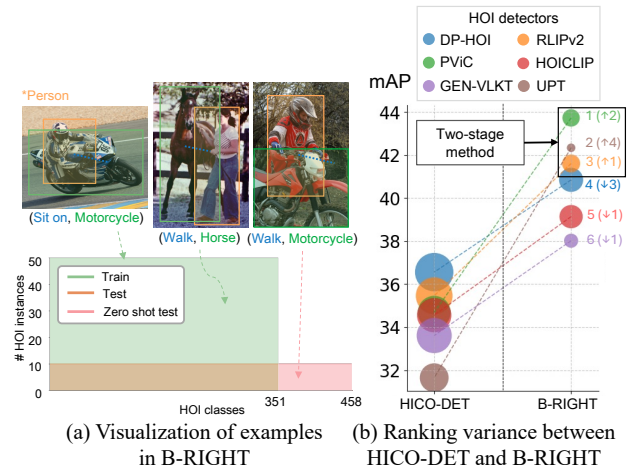 *Person
(Sit on, Motorcycle)
(Walk, Horse)
(Walk, Motorcycle)
# HOI instances
50
40
30
20
10
0
Train
Test
Zero shot test
351
458
HOI classes
(a) Visualization of examples
in B-RIGHT
HOI detectors
DP-HOI
RLIPv2
PViC
HOICLIP
GEN-VLKT
UPT
mAP
44
42
40
38
36
34
32
Two-stage
method
1 (↑2)
2 (↑4)
3 (↑1)
4 (↓3)
5 (↓1)
6 (↓1)
HICO-DET
B-RIGHT
(b) Ranking variance between
HICO-DET and B-RIGHT